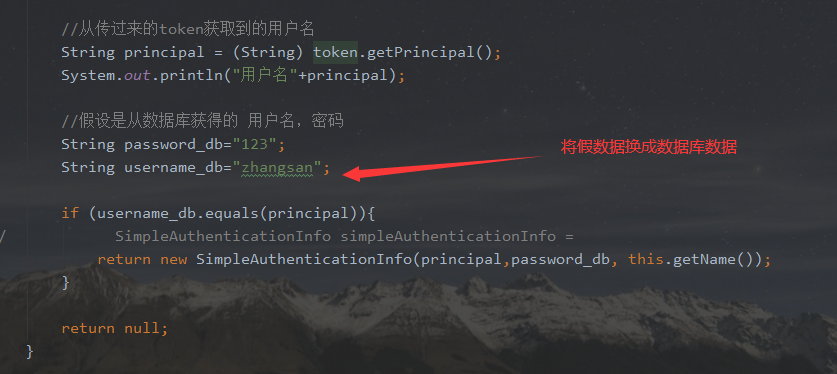 //从传过来的token获取到的用户名
String principal = (String) token.getPrincipal();
System.out.println("用户名"+principal);
//假设是从数据库获得的 用户名，密码
String password_db="123";
String username_db="zhangsan";
将假数据换成数据库数据
if (username_db.equals(principal)){
/ SimpleAuthenticationInfo simpleAuthenticationInfo =
return new SimpleAuthenticationInfo(principal,password_db, this.getName());
}
return null;
}